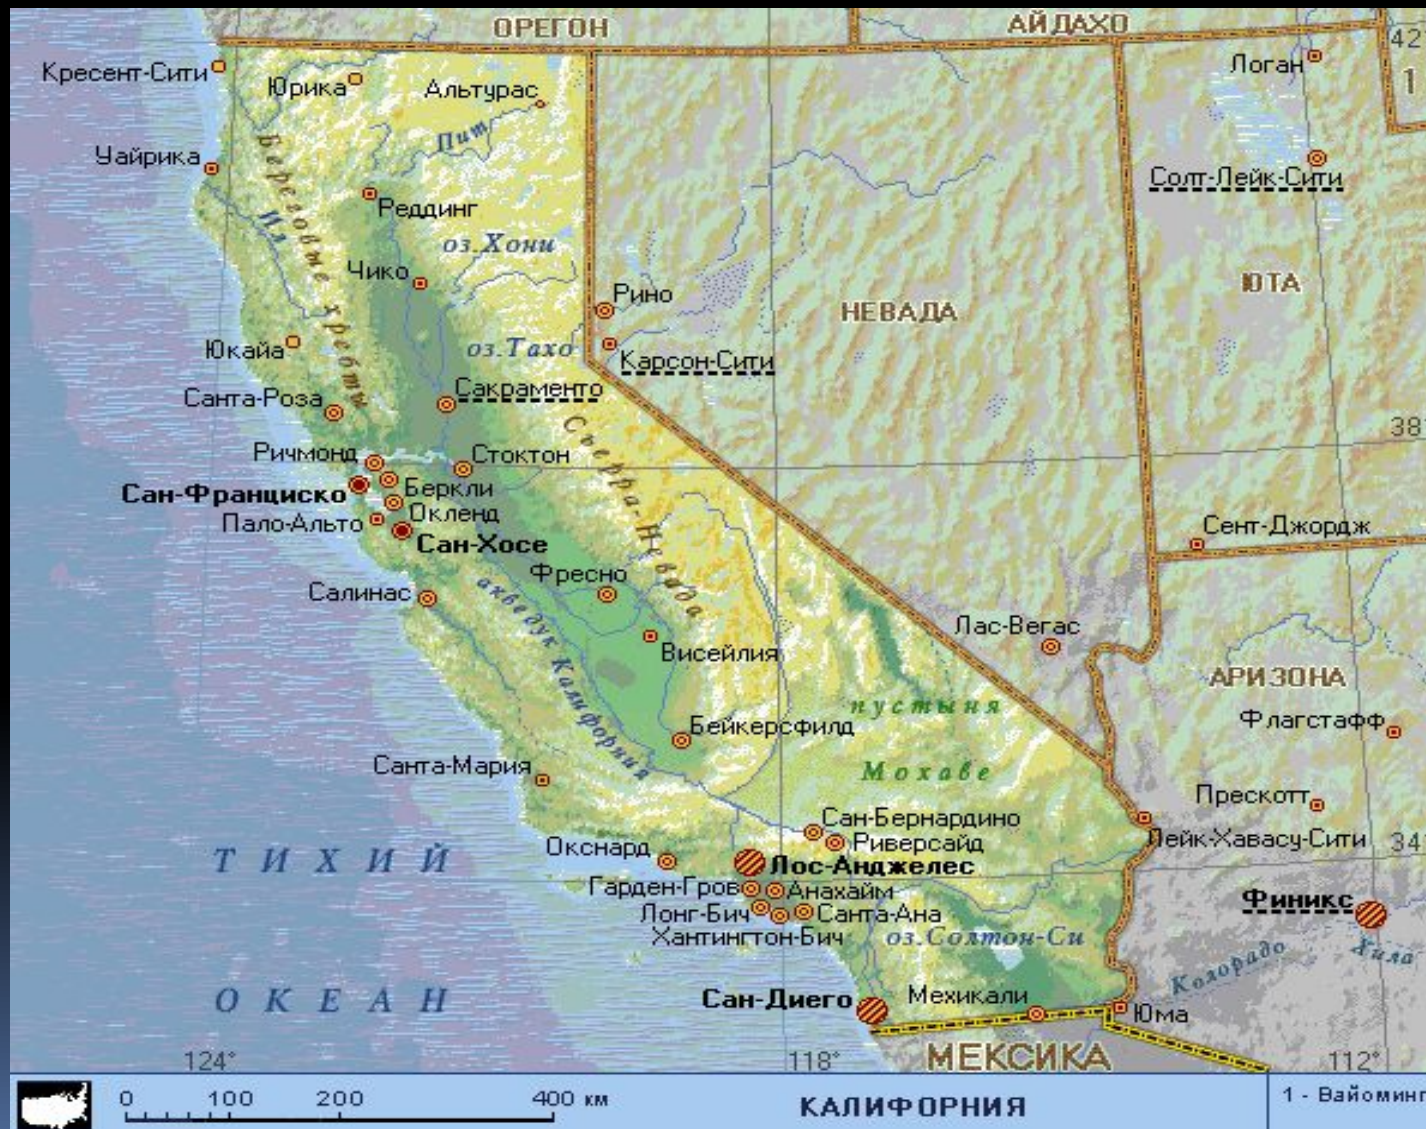 ОРЕГОН
АЙДАХО
42°
Кресент-Сити
Юрика
Альтурас
Логан
1
Пит
Уайрика
Береговые хребты
Солт-Лейк-Сити
Реддинг
Ил
оз.Хони
Чико
ЮТА
Рино
НЕВАДА
Юкайа
оз.Тахо
Карсон-Сити
Санта-Роза
Сакраменто
Сьерра-Невада
38°
Ричмонд
Стоктон
Сан-Франциско
Беркли
Окленд
Пало-Альто
Сент-Джордж
Сан-Хосе
Фресно
акведук Калифорния
Салинас
Лас-Вегас
Висейлия
АРИЗОНА
пустыня
Мохаве
Флагстафф
Бейкерсфилд
Санта-Мария
Прескотт
Сан-Бернардино
Риверсайд
Лейк-Хавасу-Сити
34°
ТИХИЙ
Окснард
Лос-Анджелес
Гарден-Гров
Анахайм
Финикс
Лонг-Бич
Санта-Ана
Хантингтон-Бич
оз.Солтон-Си
Колорадо
Хила
ОКЕАН
Сан-Диего
Мехикали
Юма
124°
118°
МЕКСИКА
112°
0 100 200 400 км
КАЛИФОРНИЯ
1 - Вайоминг